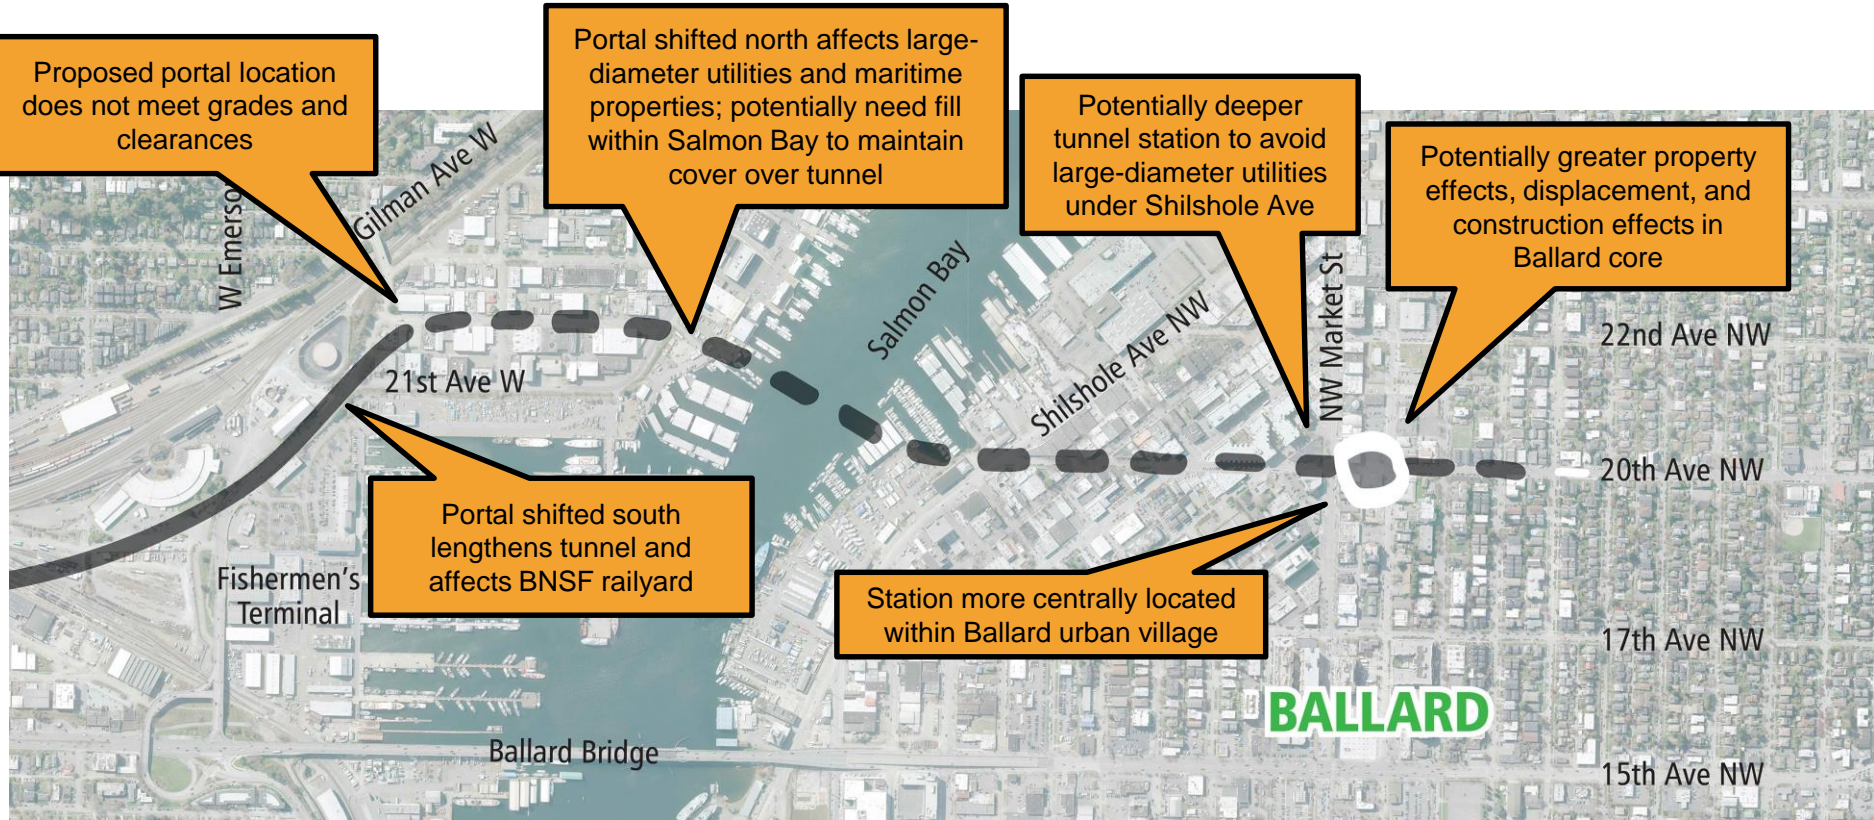 Proposed portal location
does not meet grades and
clearances
Portal shifted north affects large-
diameter utilities and maritime
properties; potentially need fill
within Salmon Bay to maintain
cover over tunnel
Potentially deeper
tunnel station to avoid
large-diameter utilities
under Shilshole Ave
Potentially greater property
effects, displacement, and
construction effects in
Ballard core
W Emerso
Gilman Ave W
Salmon Bay
Shilshole Ave NW
NW Market St
22nd Ave NW
21st Ave W
20th Ave NW
Portal shifted south
lengthens tunnel and
affects BNSF railyard
Fishermen's
Terminal
Station more centrally located
within Ballard urban village
17th Ave NW
BALLARD
Ballard Bridge
15th Ave NW